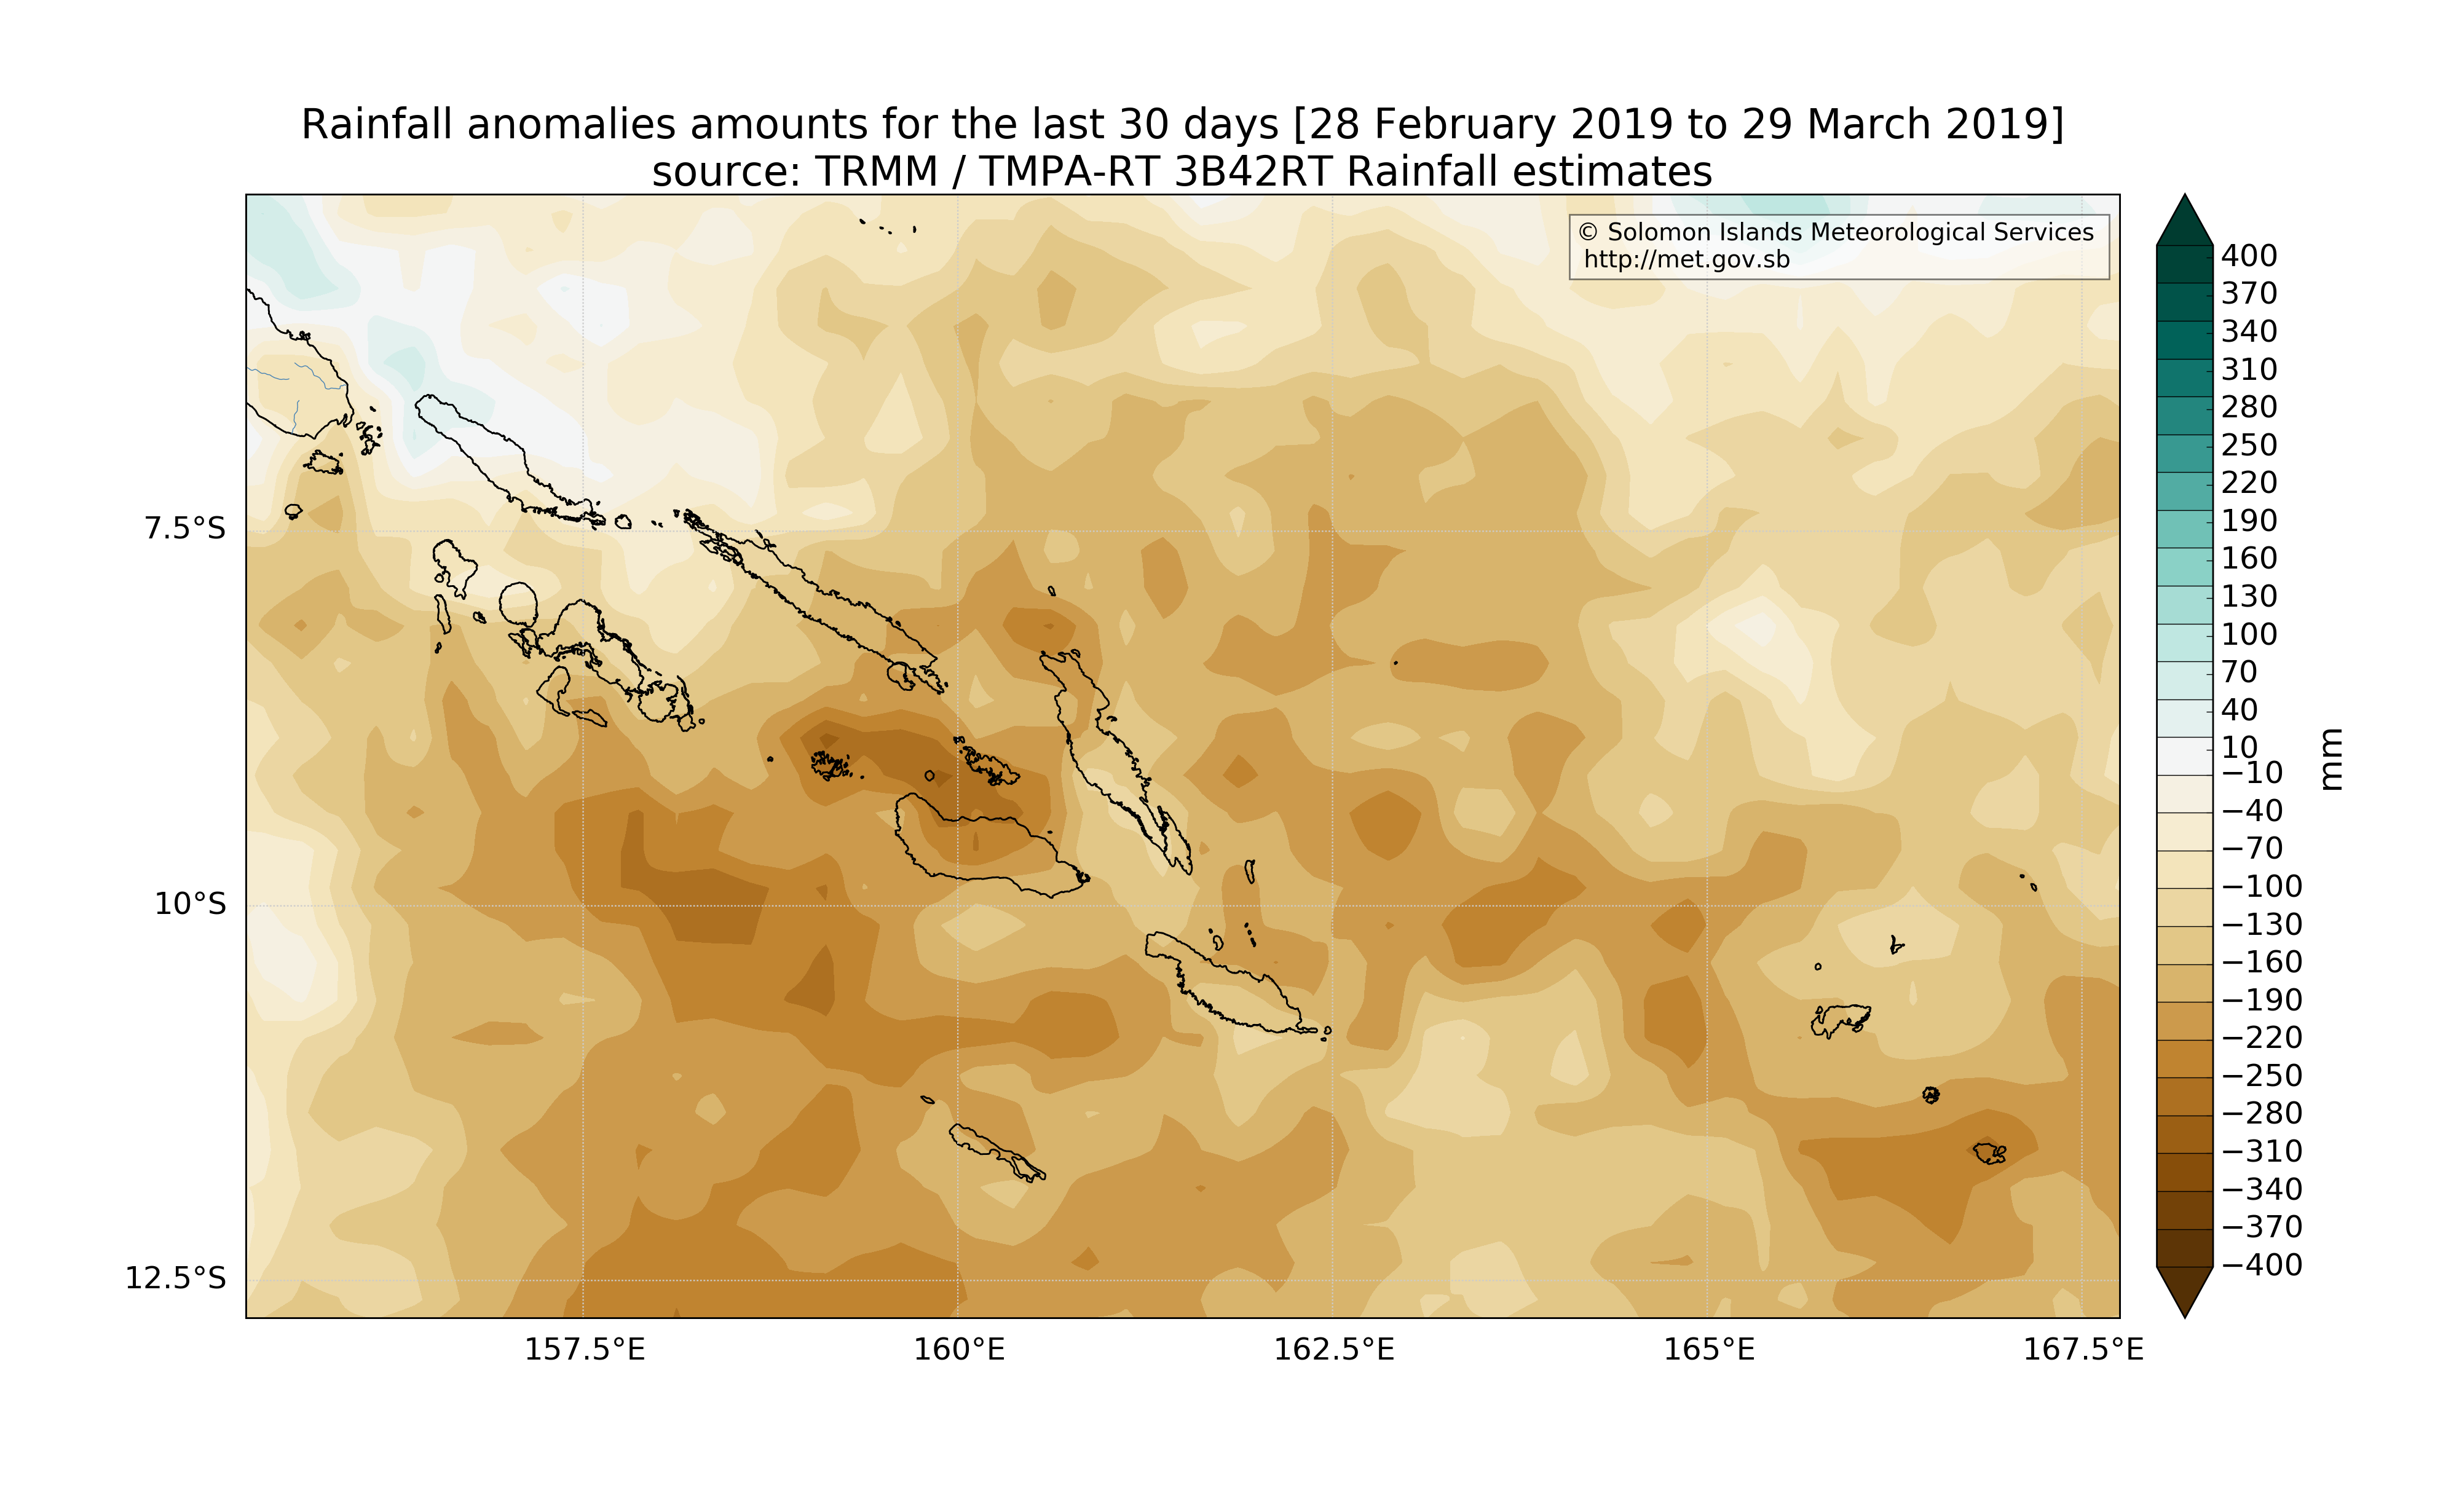 Rainfall anomalies amounts for the last 30 days [28 February 2019 to 29 March 2019]
source: TRMM / TMPA-RT 3B42RT Rainfall estimates
© Solomon Islands Meteorological Services
http://met.gov.sb
7.5°S
10°S
12.5°S
157.5°E
160°E
162.5°E
165°E
167.5°E
400
370
340
310
280
250
220
190
160
130
100
70
40
10
−10
−40
−70
−100
−130
−160
−190
−220
−250
−280
−310
−340
−370
−400
mm